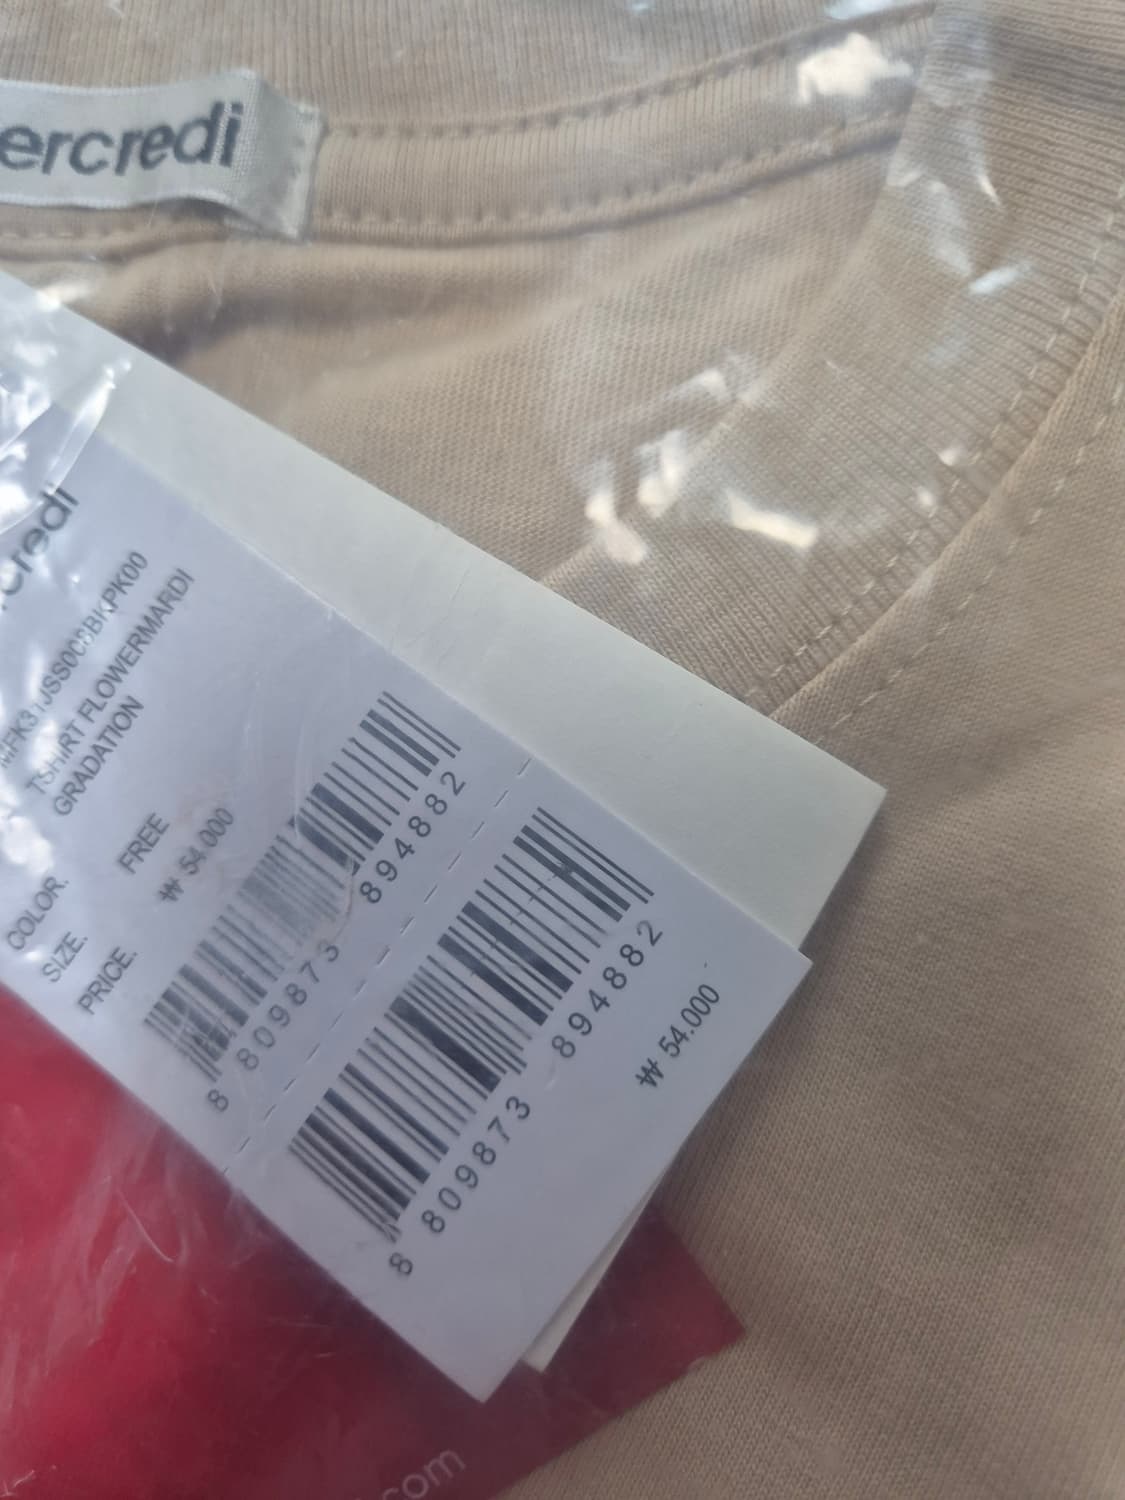 ercredi
credi
TSHIRT FLOWERMARDI
GRADATION
COLOR.
SIZE. FREE
PRICE. ₩ 54.000
8 809873 894882
8 809873 894882
₩ 54.000
.com